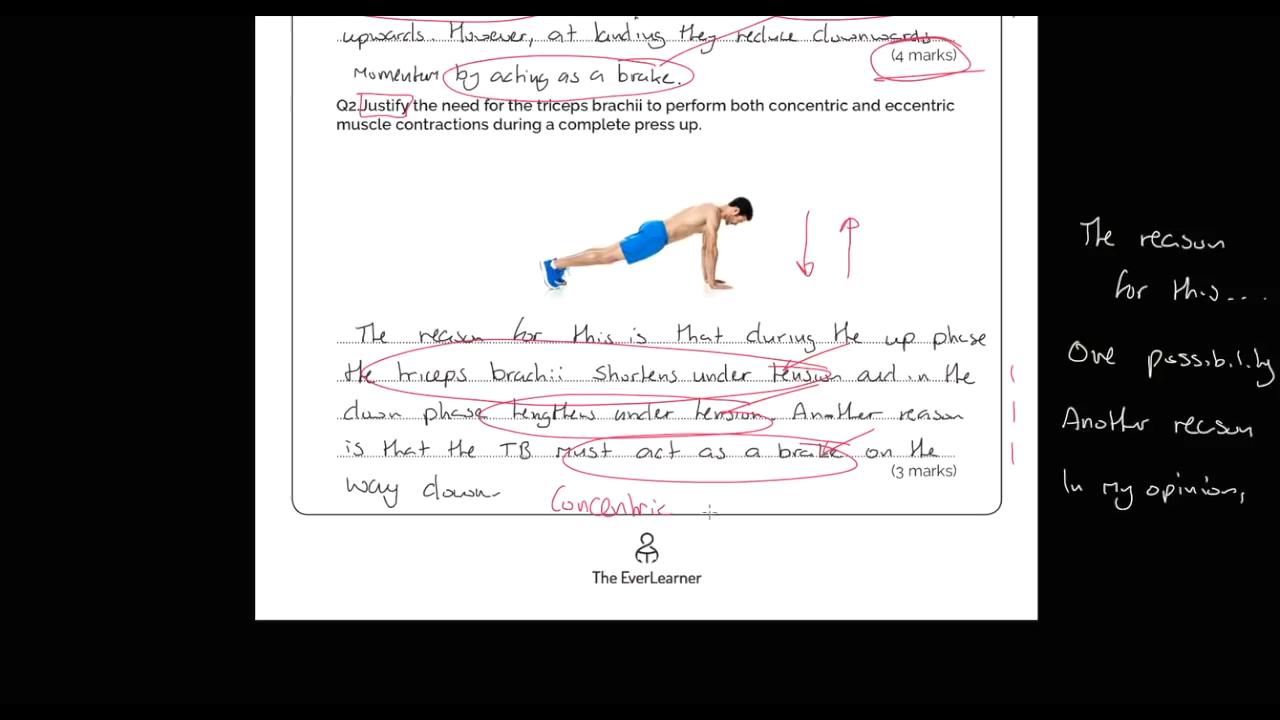 upwards. However, at landing they reduce downwards
(4 marks)
Momentum by acting as a brake.
Q2. Justify the need for the triceps brachii to perform both concentric and eccentric
muscle contractions during a complete press up.
The reason for this is that during the up phase
the triceps brachii shortens under tension and in the
down phase lengthens under tension. Another reason
is that the TB must act as a brake on the
(3 marks)
way down.
Concentric
The EverLearner
The reason
for this...
One possibility
Another reason
In my opinion,